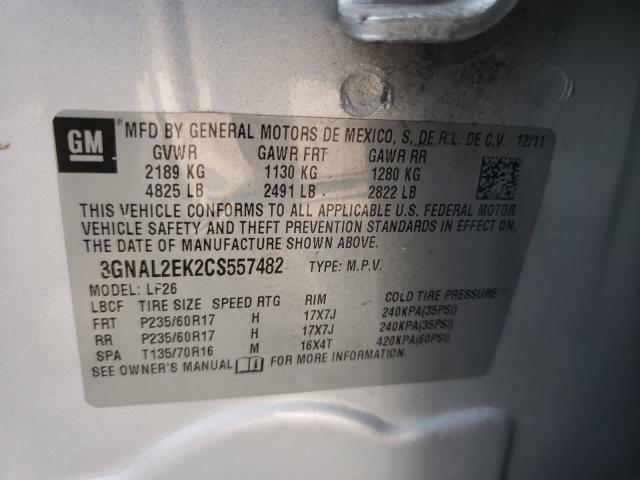 GM MFD BY GENERAL MOTORS DE MEXICO, S. DE R.L. DE C.V. 12/11
GVWR GAWR FRT GAWR RR
2189 KG 1130 KG 1280 KG
4825 LB 2491 LB 2822 LB
THIS VEHICLE CONFORMS TO ALL APPLICABLE U.S. FEDERAL MOTOR
VEHICLE SAFETY AND THEFT PREVENTION STANDARDS IN EFFECT ON
THE DATE OF MANUFACTURE SHOWN ABOVE.
3GNAL2EK2CS557482 TYPE: M.P.V.
MODEL: LF26
LBCF TIRE SIZE SPEED RTG RIM COLD TIRE PRESSURE
FRT P235/60R17 H 17X7J 240KPA(35PSI)
RR P235/60R17 H 17X7J 240KPA(35PSI)
SPA T135/70R16 M 16X4T 420KPA(60PSI)
SEE OWNER'S MANUAL FOR MORE INFORMATION.